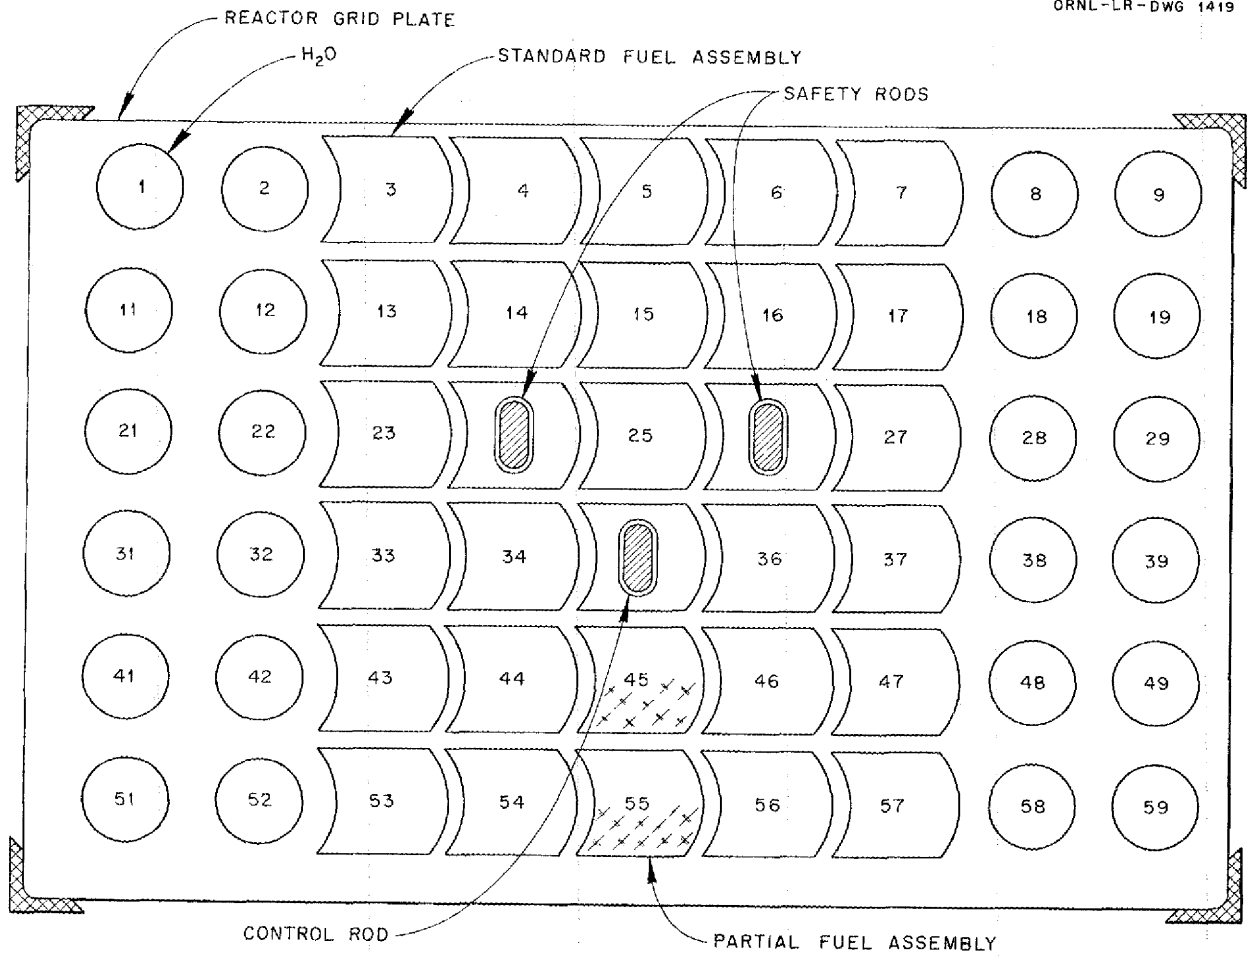 ORNL-LR-DWG 1419
REACTOR GRID PLATE
H₂O
STANDARD FUEL ASSEMBLY
SAFETY RODS
1 2 3 4 5 6 7 8 9
11 12 13 14 15 16 17 18 19
21 22 23 25 27 28 29
31 32 33 34 36 37 38 39
41 42 43 44 45 46 47 48 49
51 52 53 54 55 56 57 58 59
CONTROL ROD
PARTIAL FUEL ASSEMBLY